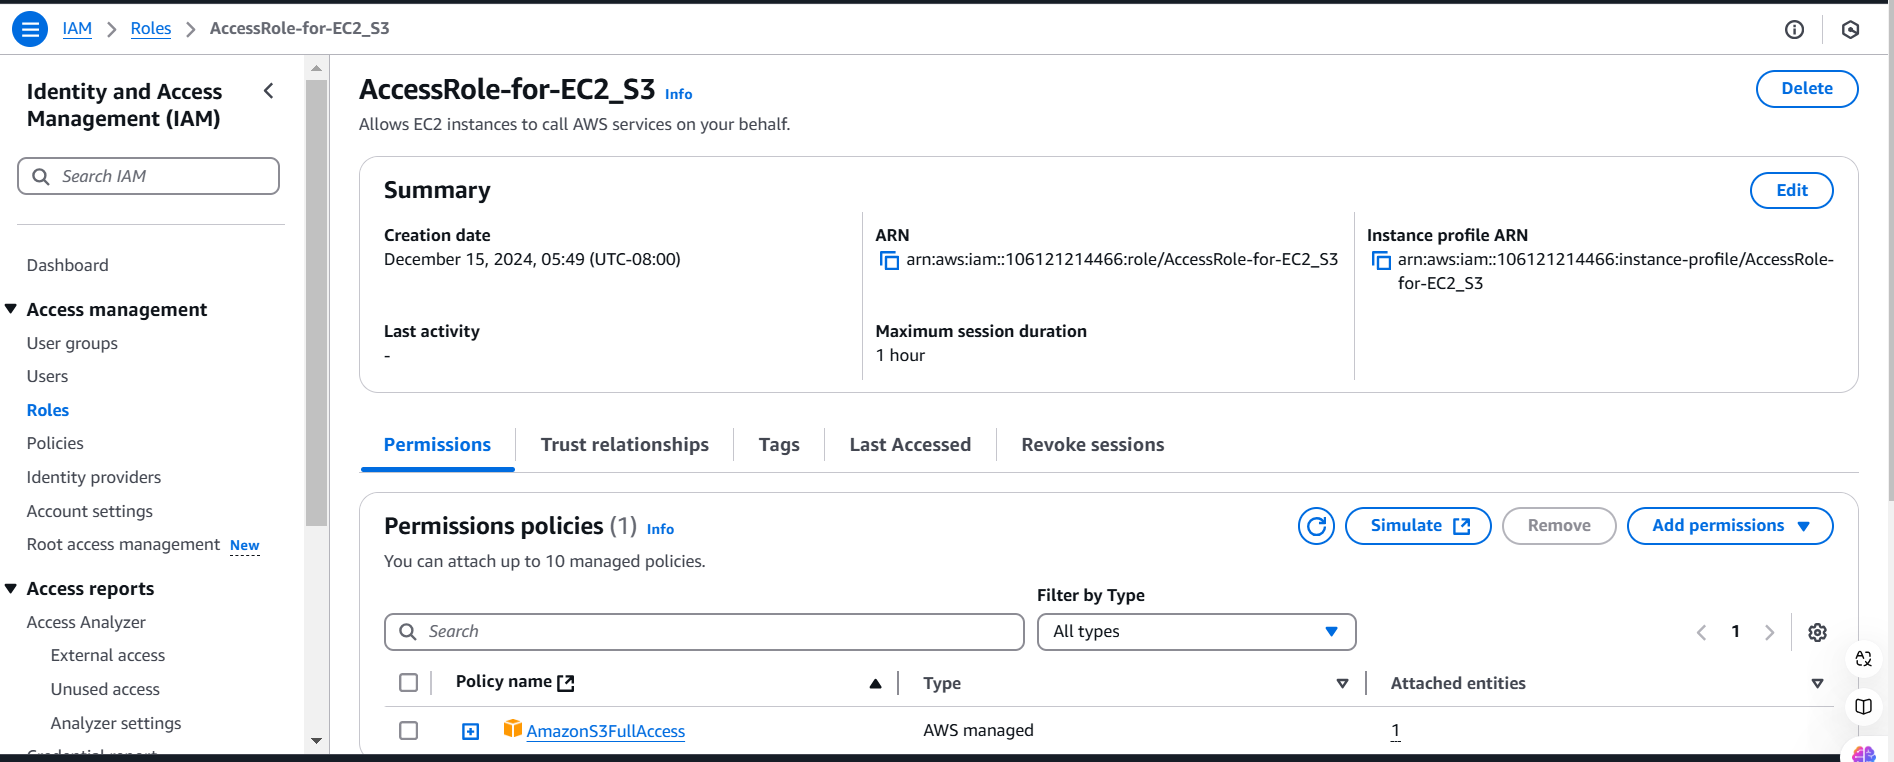 IAM > Roles > AccessRole-for-EC2_S3
Identity and Access
Management (IAM)
Search IAM
Dashboard
Access management
User groups
Users
Roles
Policies
Identity providers
Account settings
Root access management New
Access reports
Access Analyzer
External access
Unused access
Analyzer settings
Credential report
AccessRole-for-EC2_S3 Info
Delete
Allows EC2 instances to call AWS services on your behalf.
Summary
Edit
Creation date
December 15, 2024, 05:49 (UTC-08:00)
ARN
arn:aws:iam::106121214466:role/AccessRole-for-EC2_S3
Instance profile ARN
arn:aws:iam::106121214466:instance-profile/AccessRole-
for-EC2_S3
Last activity
-
Maximum session duration
1 hour
Permissions
Trust relationships
Tags
Last Accessed
Revoke sessions
Permissions policies (1) Info
Simulate
Remove
Add permissions
You can attach up to 10 managed policies.
Filter by Type
Search
All types
1
Policy name
Type
Attached entities
AmazonS3FullAccess
AWS managed
1